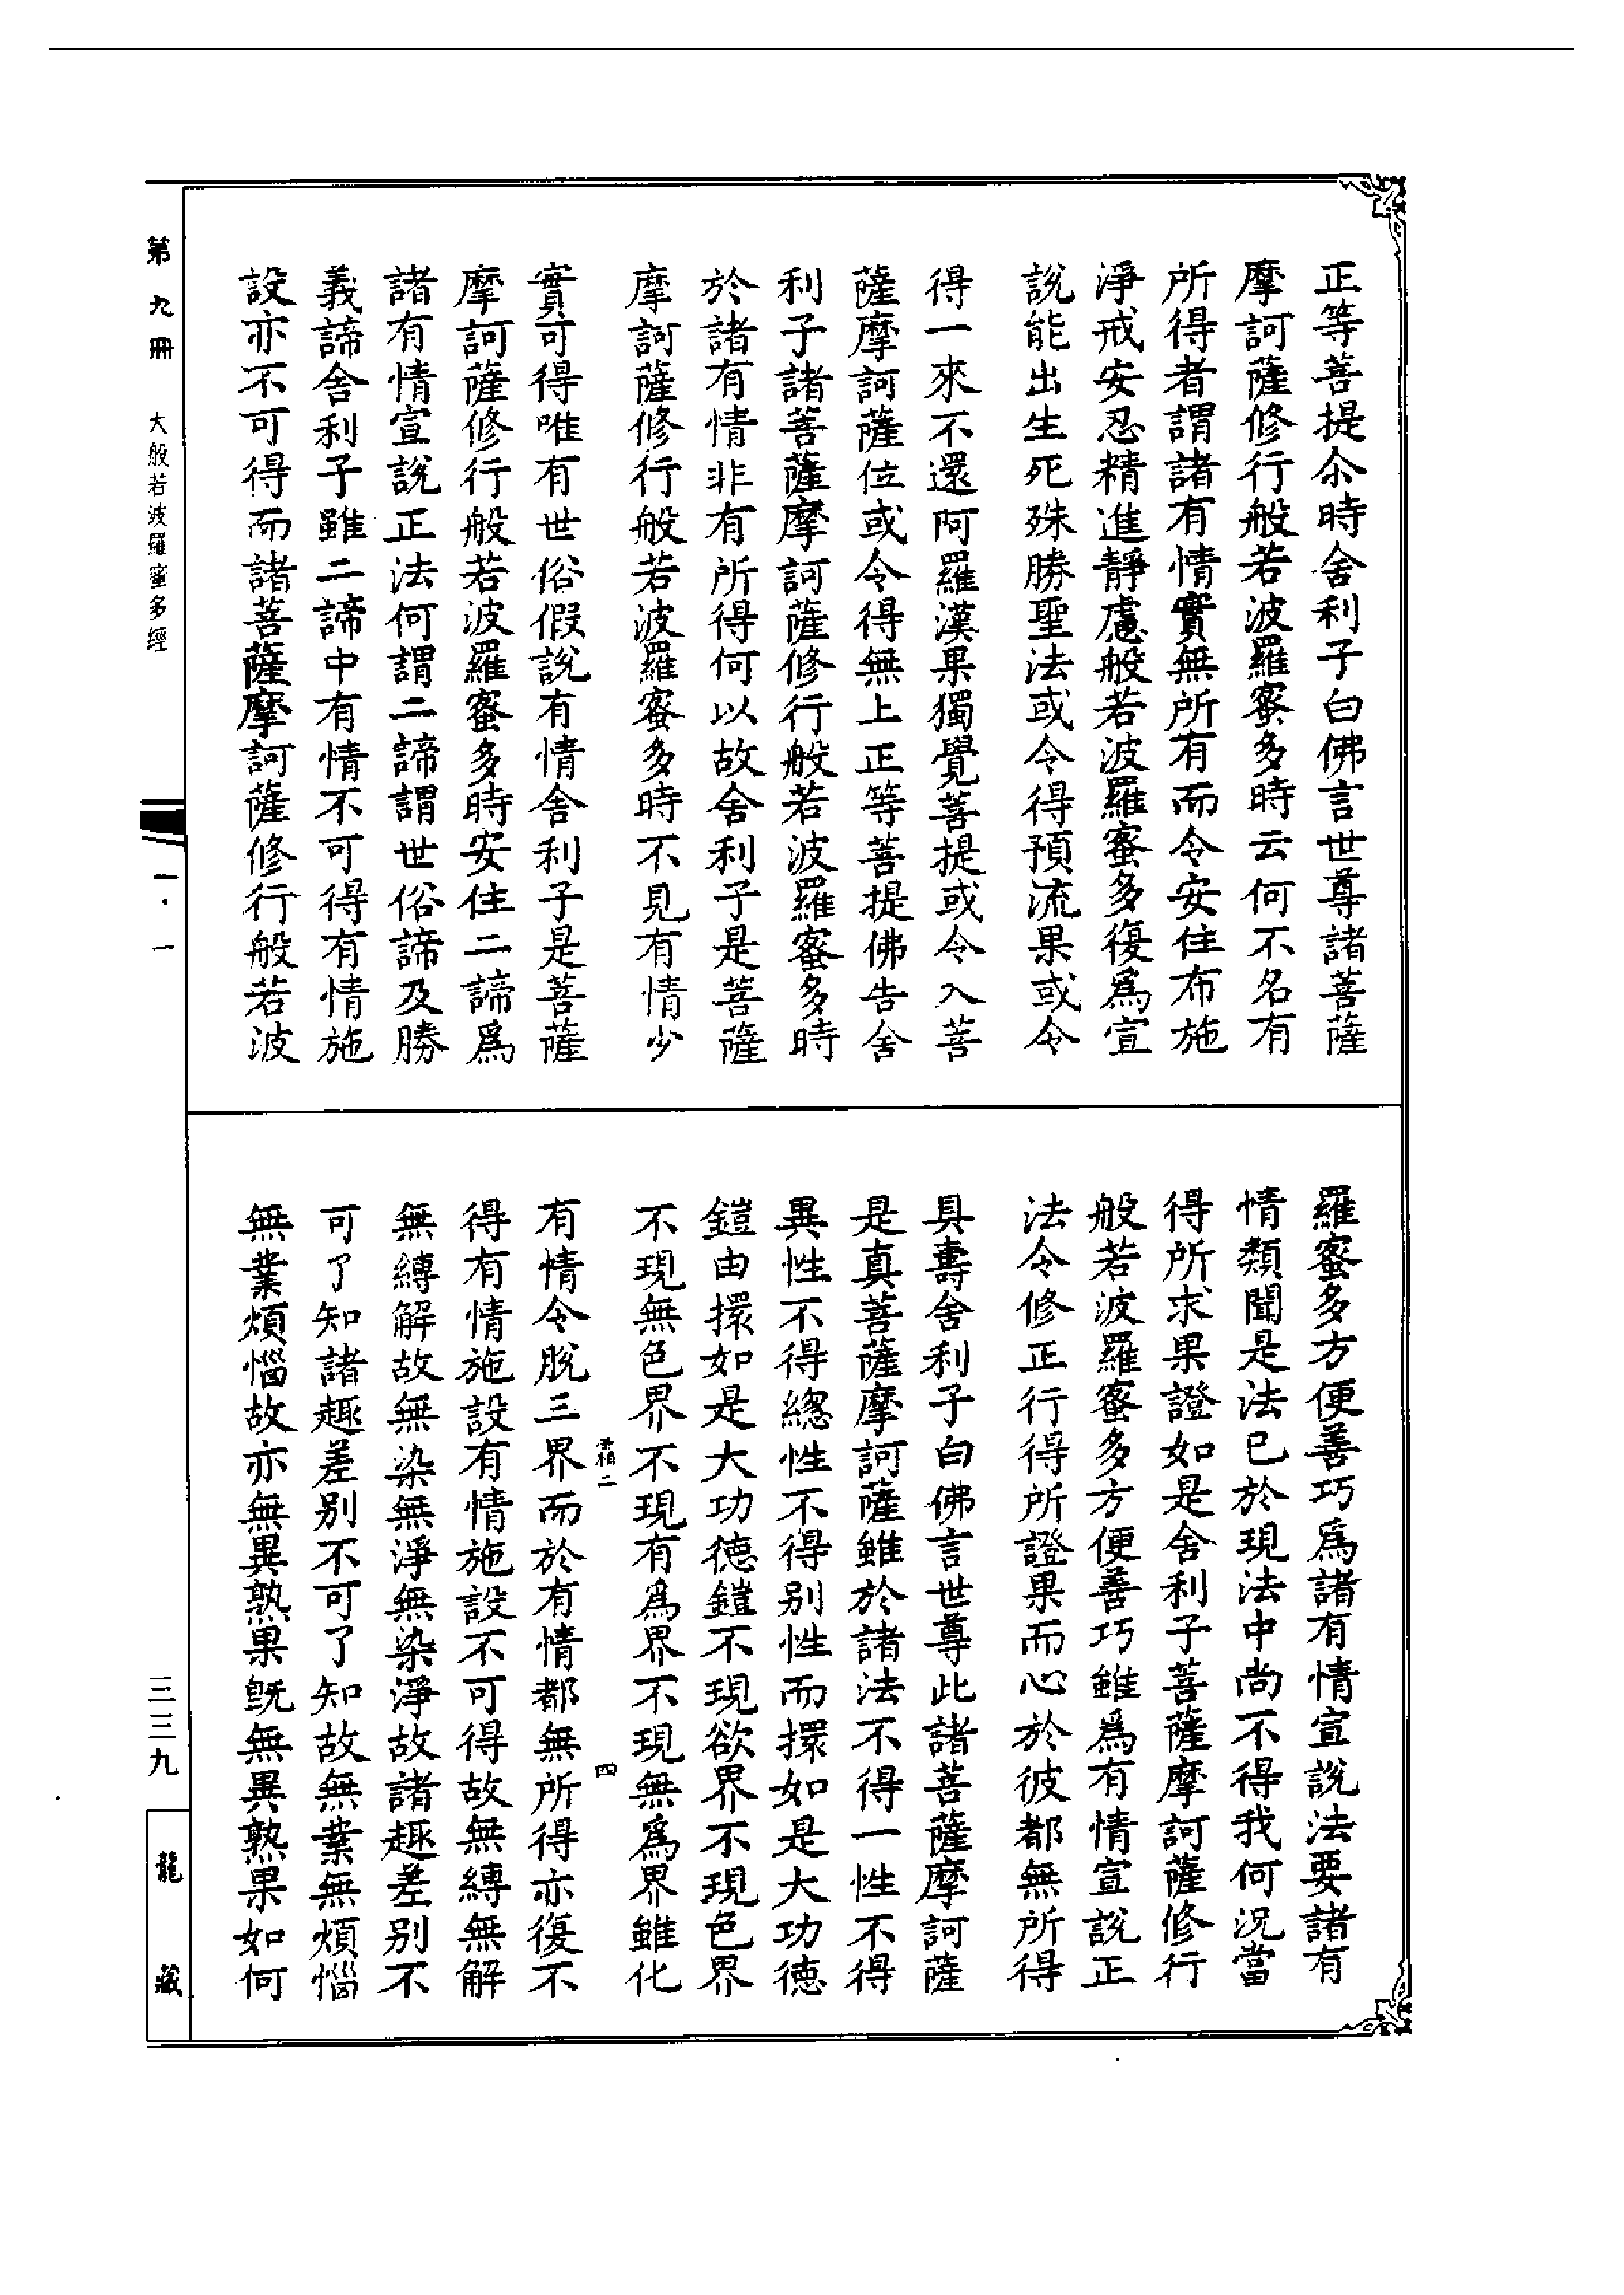 正等菩提尒時舍利子白佛言世尊諸菩薩
摩訶薩修行般若波羅蜜多時云何不名有
所得者謂諸有情實無所有而令安住布施
淨戒安忍精進靜慮般若波羅蜜多復爲宣
說能出生死殊勝聖法或令得預流果或令
得一來不還阿羅漢果獨覺菩提或令入菩
薩摩訶薩位或令得無上正等菩提佛告舍
利子諸菩薩摩訶薩修行般若波羅蜜多時
於諸有情非有所得何以故舍利子是菩薩
摩訶薩修行般若波羅蜜多時不見有情少
實可得唯有世俗假說有情舍利子是菩薩
摩訶薩修行般若波羅蜜多時安住二諦爲
諸有情宣說正法何謂二諦謂世俗諦及勝
義諦舍利子雖二諦中有情不可得有情施
設亦不可得而諸菩薩摩訶薩修行般若波
羅蜜多方便善巧爲諸有情宣說法要諸有
情類聞是法已於現法中尚不得我何況當
得所求果證如是舍利子菩薩摩訶薩修行
般若波羅蜜多方便善巧雖爲有情宣說正
法令修正行得所證果而心於彼都無所得
具壽舍利子白佛言世尊此諸菩薩摩訶薩
是真菩薩摩訶薩雖於諸法不得一性不得
異性不得總性不得別性而擐如是大功德
鎧由擐如是大功德鎧不現欲界不現色界
不現無色界不現有爲界不現無爲界雖化
有情令脫三界而於有情都無所得亦復不
得有情施設有情施設不可得故無縛無解
無縛解故無染無淨無染淨故諸趣差別不
可了知諸趣差別不可了知故無業無煩惱
無業煩惱故亦無異熟果旣無異熟果如何
四
第九冊
大般若波羅蜜多經
一·一
三三九
龍藏